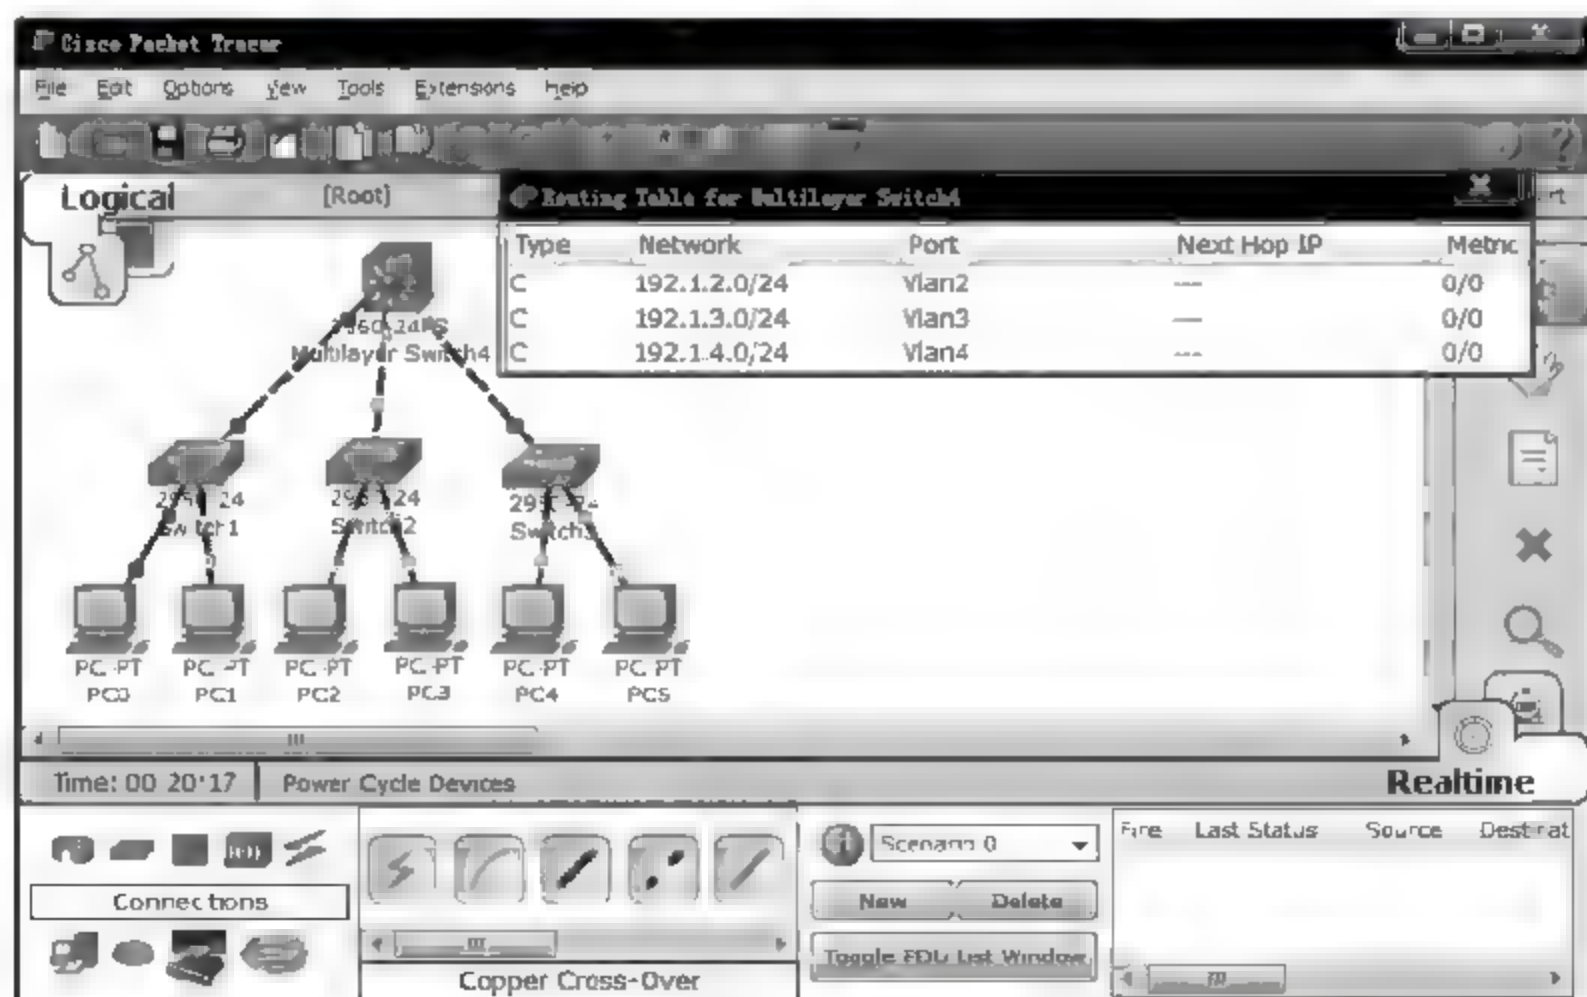 Cisco Packet Tracer
File Edit Options View Tools Extensions Help
Logical [Root]
Routing Table for Multilayer Switch4
Type Network Port Next Hop IP Metric
C 192.1.2.0/24 Vlan2 --- 0/0
C 192.1.3.0/24 Vlan3 --- 0/0
C 192.1.4.0/24 Vlan4 --- 0/0
Multilayer Switch4
Switch1
Switch2
Switch3
PC-PT PC-PT PC-PT PC-PT PC-PT PC-PT
PC0 PC1 PC2 PC3 PC4 PC5
Time: 00:20:17 Power Cycle Devices
Realtime
Connections
Copper Cross-Over
Scenario 0
New Delete
Toggle PDU List Window
Fire Last Status Source Destinat